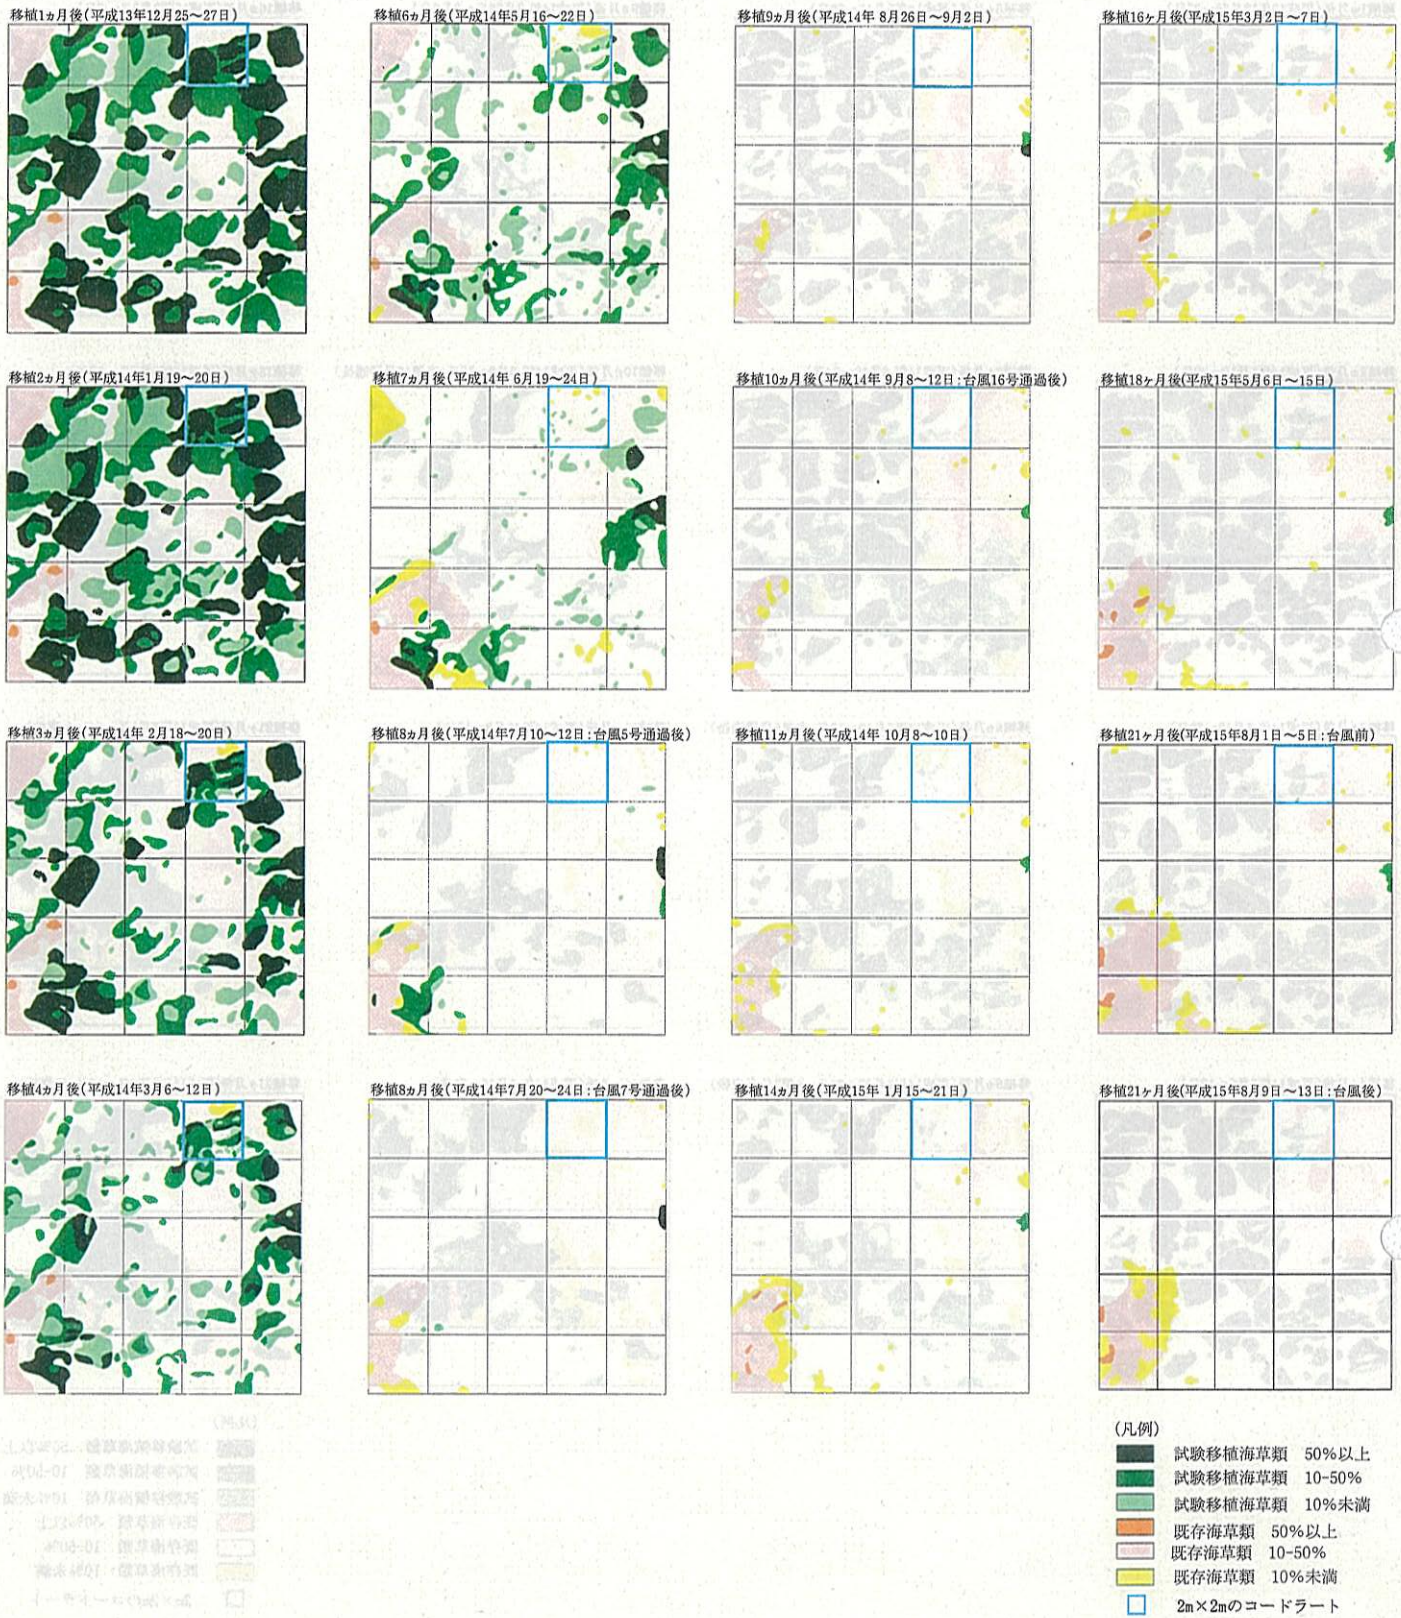 移植1ヵ月後(平成13年12月25～27日)
移植6ヵ月後(平成14年5月16～22日)
移植9ヵ月後(平成14年 8月26日～9月2日)
移植16ヶ月後(平成15年3月2日～7日)
移植2ヵ月後(平成14年1月19～20日)
移植7ヵ月後(平成14年 6月19～24日)
移植10ヵ月後(平成14年 9月8～12日:台風16号通過後)
移植18ヶ月後(平成15年5月6日～15日)
移植3ヵ月後(平成14年 2月18～20日)
移植8ヵ月後(平成14年7月10～12日:台風5号通過後)
移植11ヵ月後(平成14年 10月8～10日)
移植21ヶ月後(平成15年8月1日～5日:台風前)
移植4ヵ月後(平成14年3月6～12日)
移植8ヵ月後(平成14年7月20～24日:台風7号通過後)
移植14ヵ月後(平成15年 1月15～21日)
移植21ヶ月後(平成15年8月9日～13日:台風後)
(凡例)
試験移植海草類 50%以上
試験移植海草類 10-50%
試験移植海草類 10%未満
既存海草類 50%以上
既存海草類 10-50%
既存海草類 10%未満
2m×2mのコードラート